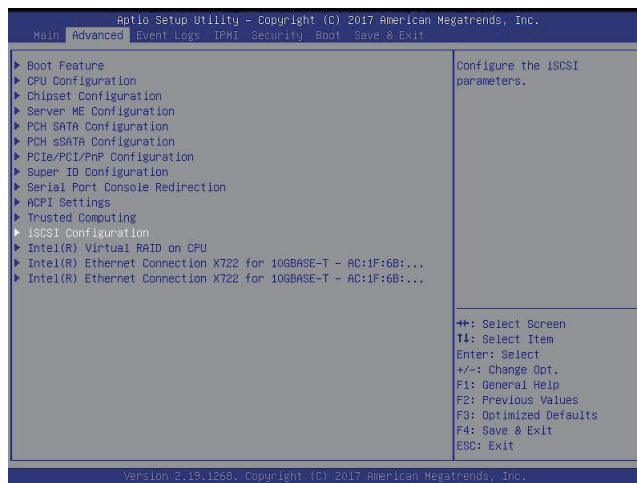 Aptio Setup Utility – Copyright (C) 2017 American Megatrends, Inc.
Main Advanced Event Logs IPMI Security Boot Save & Exit
Boot Feature
CPU Configuration
Chipset Configuration
Server ME Configuration
PCH SATA Configuration
PCH sSATA Configuration
PCIe/PCI/PnP Configuration
Super IO Configuration
Serial Port Console Redirection
ACPI Settings
Trusted Computing
iSCSI Configuration
Intel(R) Virtual RAID on CPU
Intel(R) Ethernet Connection X722 for 10GBASE-T – AC:1F:6B:...
Intel(R) Ethernet Connection X722 for 10GBASE-T – AC:1F:6B:...
Configure the iSCSI
parameters.
→←: Select Screen
↑↓: Select Item
Enter: Select
+/-: Change Opt.
F1: General Help
F2: Previous Values
F3: Optimized Defaults
F4: Save & Exit
ESC: Exit
Version 2.19.1268. Copyright (C) 2017 American Megatrends, Inc.